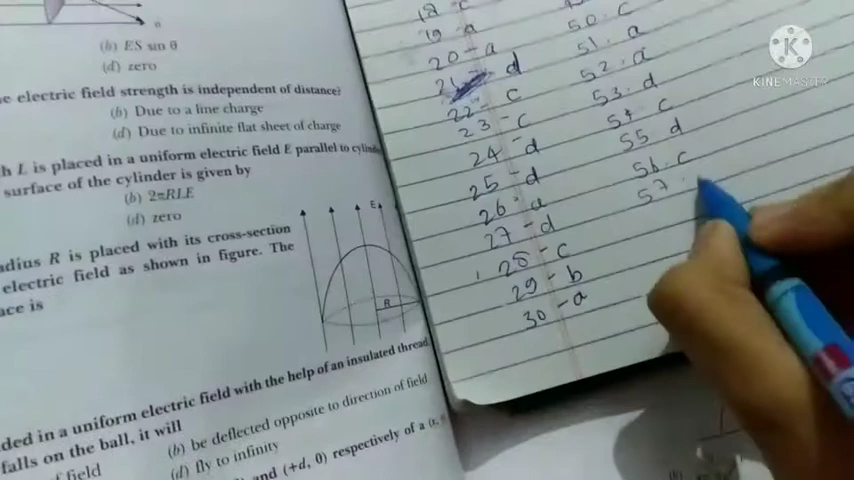 (b) ES sin θ
(d) zero
e electric field strength is independent of distance?
(b) Due to a line charge
(d) Due to infinite flat sheet of charge
h L is placed in a uniform electric field E parallel to
surface of the cylinder is given by
(b) 2πRLE
(d) zero
adius R is placed with its cross-section
electric field as shown in figure. The
ace is
E
R
ded in a uniform electric field with the help of an insulated thread
falls on the ball, it will
(b) be deflected opposite to direction of field
of field
(d) fly to infinity
and (+d, 0) respectively of a
18 - c
19 - a
20 - a
d
22 - c
23 - c
24 - d
25 - d
26 - a
27 - d
28 - c
29 - b
30 - a
50. c
51. a
52. a
53. d
54. c
55. d
56. c
57.
K
KINEMASTER